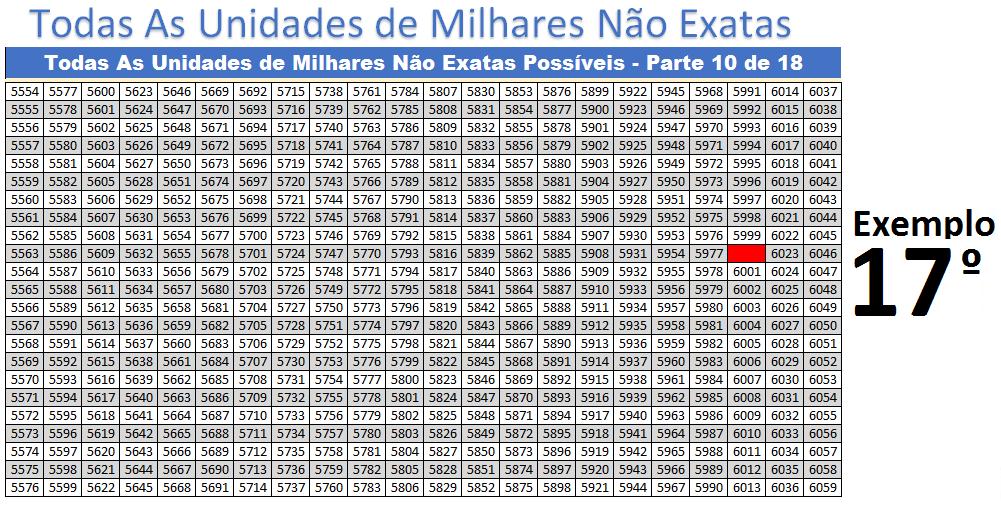 Todas As Unidades de Milhares Não Exatas
Todas As Unidades de Milhares Não Exatas Possíveis - Parte 10 de 18
5554 5577 5600 5623 5646 5669 5692 5715 5738 5761 5784 5807 5830 5853 5876 5899 5922 5945 5968 5991 6014 6037
5555 5578 5601 5624 5647 5670 5693 5716 5739 5762 5785 5808 5831 5854 5877 5900 5923 5946 5969 5992 6015 6038
5556 5579 5602 5625 5648 5671 5694 5717 5740 5763 5786 5809 5832 5855 5878 5901 5924 5947 5970 5993 6016 6039
5557 5580 5603 5626 5649 5672 5695 5718 5741 5764 5787 5810 5833 5856 5879 5902 5925 5948 5971 5994 6017 6040
5558 5581 5604 5627 5650 5673 5696 5719 5742 5765 5788 5811 5834 5857 5880 5903 5926 5949 5972 5995 6018 6041
5559 5582 5605 5628 5651 5674 5697 5720 5743 5766 5789 5812 5835 5858 5881 5904 5927 5950 5973 5996 6019 6042
5560 5583 5606 5629 5652 5675 5698 5721 5744 5767 5790 5813 5836 5859 5882 5905 5928 5951 5974 5997 6020 6043
5561 5584 5607 5630 5653 5676 5699 5722 5745 5768 5791 5814 5837 5860 5883 5906 5929 5952 5975 5998 6021 6044
5562 5585 5608 5631 5654 5677 5700 5723 5746 5769 5792 5815 5838 5861 5884 5907 5930 5953 5976 5999 6022 6045
5563 5586 5609 5632 5655 5678 5701 5724 5747 5770 5793 5816 5839 5862 5885 5908 5931 5954 5977 6023 6046
5564 5587 5610 5633 5656 5679 5702 5725 5748 5771 5794 5817 5840 5863 5886 5909 5932 5955 5978 6001 6024 6047
5565 5588 5611 5634 5657 5680 5703 5726 5749 5772 5795 5818 5841 5864 5887 5910 5933 5956 5979 6002 6025 6048
5566 5589 5612 5635 5658 5681 5704 5727 5750 5773 5796 5819 5842 5865 5888 5911 5934 5957 5980 6003 6026 6049
5567 5590 5613 5636 5659 5682 5705 5728 5751 5774 5797 5820 5843 5866 5889 5912 5935 5958 5981 6004 6027 6050
5568 5591 5614 5637 5660 5683 5706 5729 5752 5775 5798 5821 5844 5867 5890 5913 5936 5959 5982 6005 6028 6051
5569 5592 5615 5638 5661 5684 5707 5730 5753 5776 5799 5822 5845 5868 5891 5914 5937 5960 5983 6006 6029 6052
5570 5593 5616 5639 5662 5685 5708 5731 5754 5777 5800 5823 5846 5869 5892 5915 5938 5961 5984 6007 6030 6053
5571 5594 5617 5640 5663 5686 5709 5732 5755 5778 5801 5824 5847 5870 5893 5916 5939 5962 5985 6008 6031 6054
5572 5595 5618 5641 5664 5687 5710 5733 5756 5779 5802 5825 5848 5871 5894 5917 5940 5963 5986 6009 6032 6055
5573 5596 5619 5642 5665 5688 5711 5734 5757 5780 5803 5826 5849 5872 5895 5918 5941 5964 5987 6010 6033 6056
5574 5597 5620 5643 5666 5689 5712 5735 5758 5781 5804 5827 5850 5873 5896 5919 5942 5965 5988 6011 6034 6057
5575 5598 5621 5644 5667 5690 5713 5736 5759 5782 5805 5828 5851 5874 5897 5920 5943 5966 5989 6012 6035 6058
5576 5599 5622 5645 5668 5691 5714 5737 5760 5783 5806 5829 5852 5875 5898 5921 5944 5967 5990 6013 6036 6059
Exemplo
17º